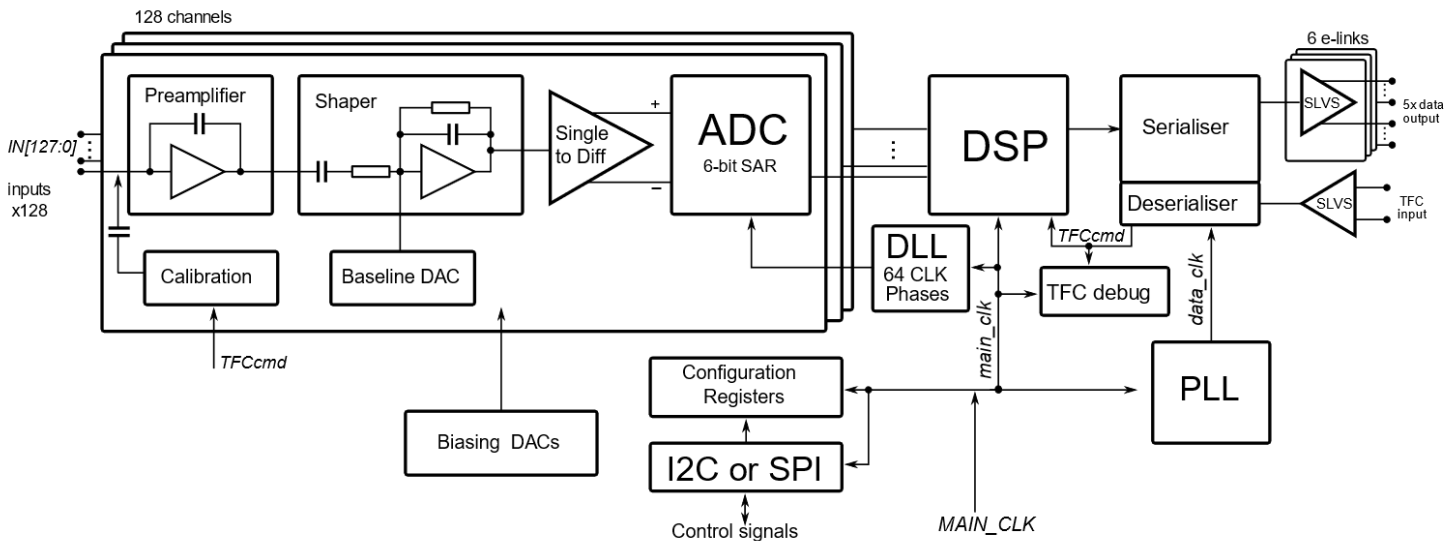 128 channels
6 e-links
Preamplifier
Shaper
Single
to Diff
+
−
ADC
6-bit SAR
DSP
Serialiser
Deserialiser
SLVS
5x data
output
SLVS
TFC
input
IN[127:0]
inputs
x128
Calibration
Baseline DAC
DLL
64 CLK
Phases
TFCcmd
TFC debug
data_clk
main_clk
TFCcmd
Configuration
Registers
PLL
Biasing DACs
I2C or SPI
Control signals
MAIN_CLK